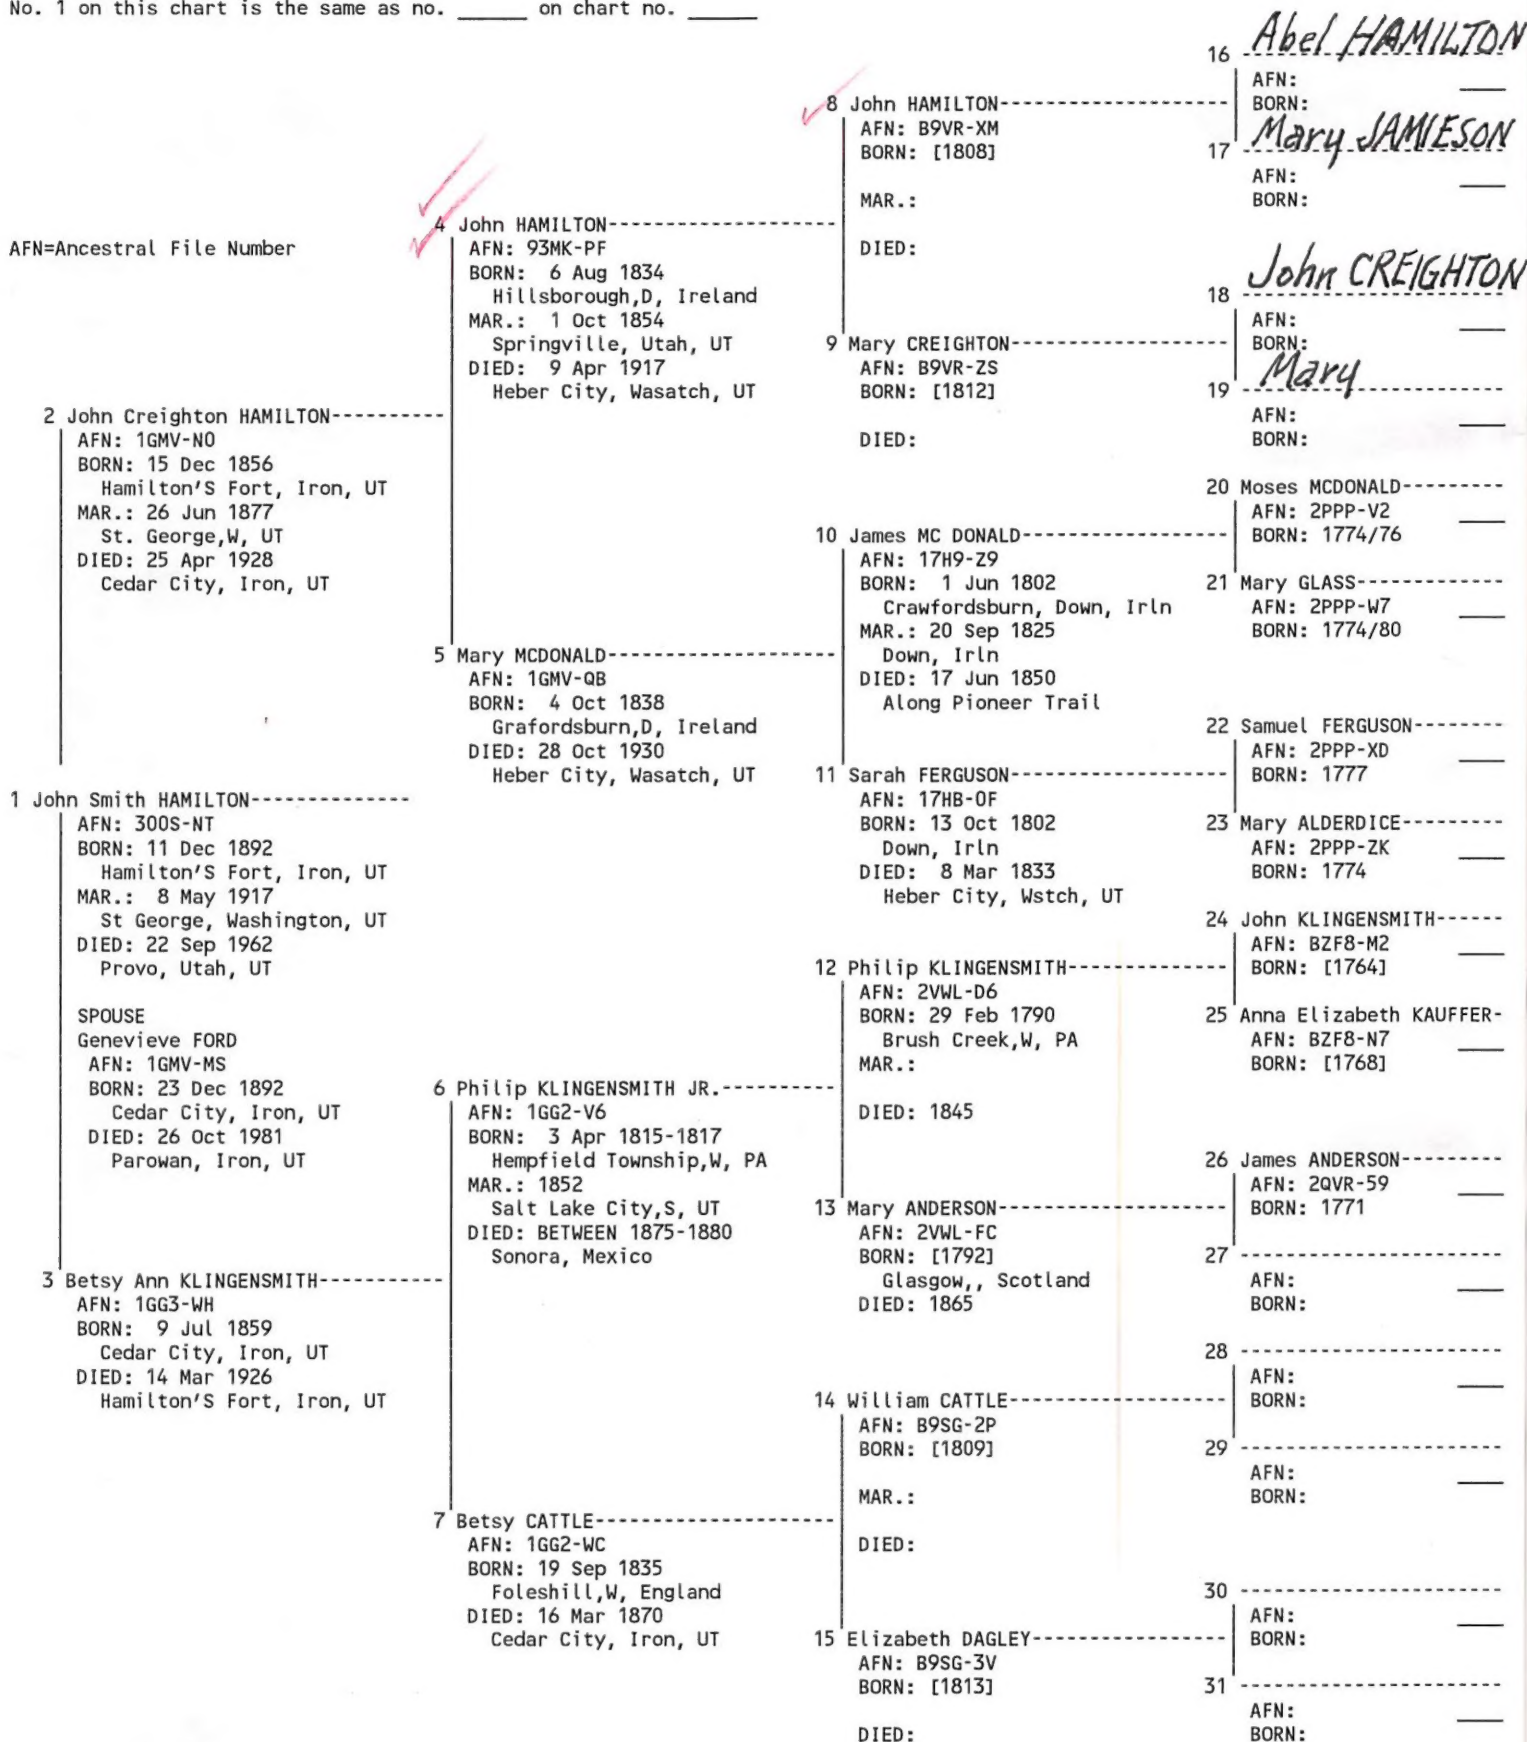 No. 1 on this chart is the same as no. ______ on chart no. ______
AFN=Ancestral File Number
1 John Smith HAMILTON--------------
AFN: 300S-NT
BORN: 11 Dec 1892
Hamilton'S Fort, Iron, UT
MAR.: 8 May 1917
St George, Washington, UT
DIED: 22 Sep 1962
Provo, Utah, UT
SPOUSE
Genevieve FORD
AFN: 1GMV-MS
BORN: 23 Dec 1892
Cedar City, Iron, UT
DIED: 26 Oct 1981
Parowan, Iron, UT
2 John Creighton HAMILTON----------
AFN: 1GMV-N0
BORN: 15 Dec 1856
Hamilton'S Fort, Iron, UT
MAR.: 26 Jun 1877
St. George,W, UT
DIED: 25 Apr 1928
Cedar City, Iron, UT
3 Betsy Ann KLINGENSMITH-----------
AFN: 1GG3-WH
BORN: 9 Jul 1859
Cedar City, Iron, UT
DIED: 14 Mar 1926
Hamilton'S Fort, Iron, UT
4 John HAMILTON--------------------
AFN: 93MK-PF
BORN: 6 Aug 1834
Hillsborough,D, Ireland
MAR.: 1 Oct 1854
Springville, Utah, UT
DIED: 9 Apr 1917
Heber City, Wasatch, UT
5 Mary MCDONALD--------------------
AFN: 1GMV-QB
BORN: 4 Oct 1838
Grafordsburn,D, Ireland
DIED: 28 Oct 1930
Heber City, Wasatch, UT
6 Philip KLINGENSMITH JR.----------
AFN: 1GG2-V6
BORN: 3 Apr 1815-1817
Hempfield Township,W, PA
MAR.: 1852
Salt Lake City,S, UT
DIED: BETWEEN 1875-1880
Sonora, Mexico
7 Betsy CATTLE---------------------
AFN: 1GG2-WC
BORN: 19 Sep 1835
Foleshill,W, England
DIED: 16 Mar 1870
Cedar City, Iron, UT
8 John HAMILTON--------------------
AFN: B9VR-XM
BORN: [1808]
MAR.:
DIED:
9 Mary CREIGHTON-------------------
AFN: B9VR-ZS
BORN: [1812]
DIED:
10 James MC DONALD------------------
AFN: 17H9-Z9
BORN: 1 Jun 1802
Crawfordsburn, Down, Irln
MAR.: 20 Sep 1825
Down, Irln
DIED: 17 Jun 1850
Along Pioneer Trail
11 Sarah FERGUSON-------------------
AFN: 17HB-0F
BORN: 13 Oct 1802
Down, Irln
DIED: 8 Mar 1833
Heber City, Wstch, UT
12 Philip KLINGENSMITH--------------
AFN: 2VWL-D6
BORN: 29 Feb 1790
Brush Creek,W, PA
MAR.:
DIED: 1845
13 Mary ANDERSON--------------------
AFN: 2VWL-FC
BORN: [1792]
Glasgow,, Scotland
DIED: 1865
14 William CATTLE-------------------
AFN: B9SG-2P
BORN: [1809]
MAR.:
DIED:
15 Elizabeth DAGLEY-----------------
AFN: B9SG-3V
BORN: [1813]
DIED:
16 Abel HAMILTON
AFN:
BORN:
17 Mary JAMIESON
AFN:
BORN:
18 John CREIGHTON
AFN:
BORN:
19 Mary
AFN:
BORN:
20 Moses MCDONALD---------
AFN: 2PPP-V2
BORN: 1774/76
21 Mary GLASS-------------
AFN: 2PPP-W7
BORN: 1774/80
22 Samuel FERGUSON--------
AFN: 2PPP-XD
BORN: 1777
23 Mary ALDERDICE---------
AFN: 2PPP-ZK
BORN: 1774
24 John KLINGENSMITH------
AFN: BZF8-M2
BORN: [1764]
25 Anna Elizabeth KAUFFER-
AFN: BZF8-N7
BORN: [1768]
26 James ANDERSON---------
AFN: 2QVR-59
BORN: 1771
27 ------------------------
AFN:
BORN:
28 ------------------------
AFN:
BORN:
29 ------------------------
AFN:
BORN:
30 ------------------------
AFN:
BORN:
31 ------------------------
AFN:
BORN: